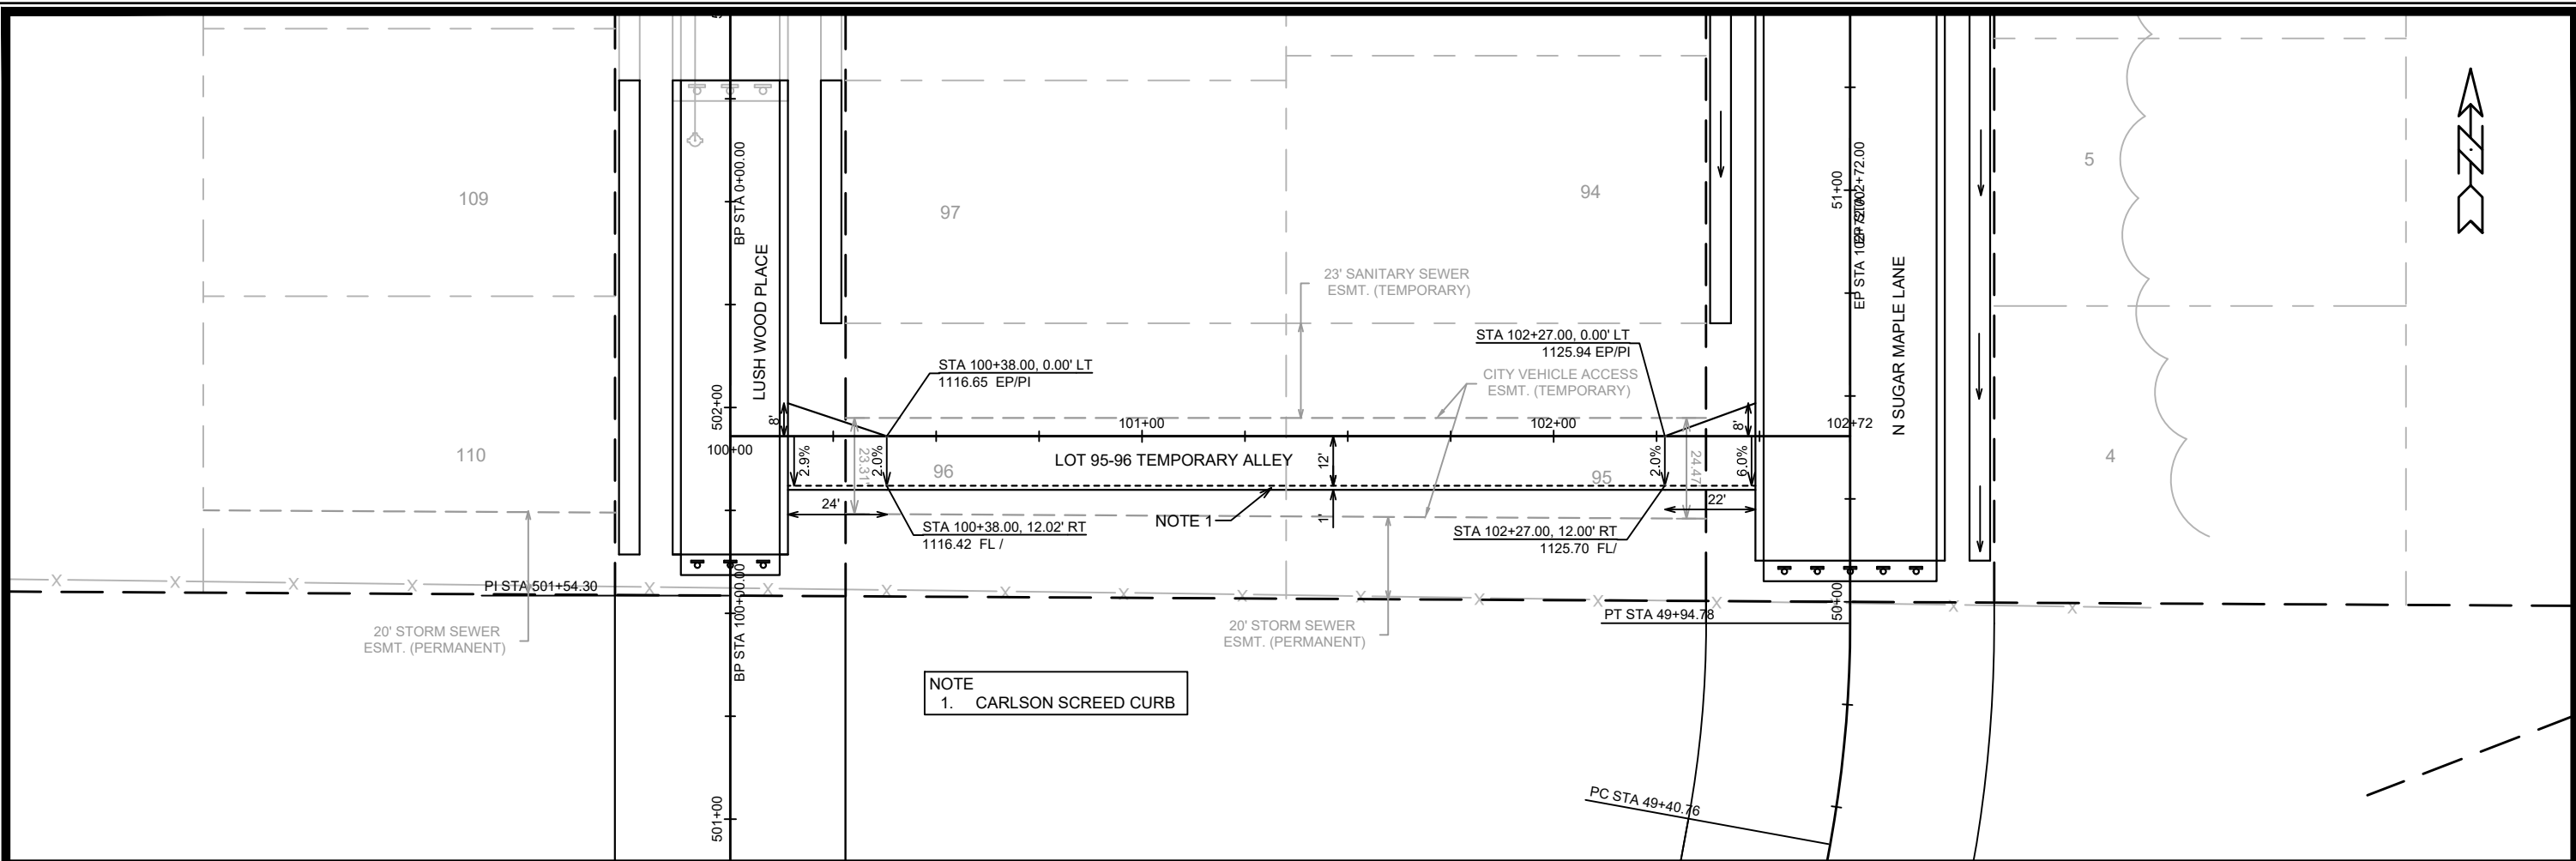 109
110
97
96
94
95
5
4
BP STA 0+00.00
LUSH WOOD PLACE
502+00
100+00
BP STA 100+00.00
501+00
PI STA 501+54.30
8'
2.9%
23.31'
2.0%
24'
STA 100+38.00, 0.00' LT
1116.65 EP/PI
STA 100+38.00, 12.02' RT
1116.42 FL /
101+00
LOT 95-96 TEMPORARY ALLEY
12'
1'
NOTE 1
23' SANITARY SEWER
ESMT. (TEMPORARY)
CITY VEHICLE ACCESS
ESMT. (TEMPORARY)
STA 102+27.00, 0.00' LT
1125.94 EP/PI
STA 102+27.00, 12.00' RT
1125.70 FL/
102+00
102+72
2.0%
24.47'
8'
6.0%
22'
51+00
EP STA 102+72.00
N SUGAR MAPLE LANE
50+00
PT STA 49+94.78
PC STA 49+40.76
20' STORM SEWER
ESMT. (PERMANENT)
20' STORM SEWER
ESMT. (PERMANENT)
NOTE
1. CARLSON SCREED CURB
N